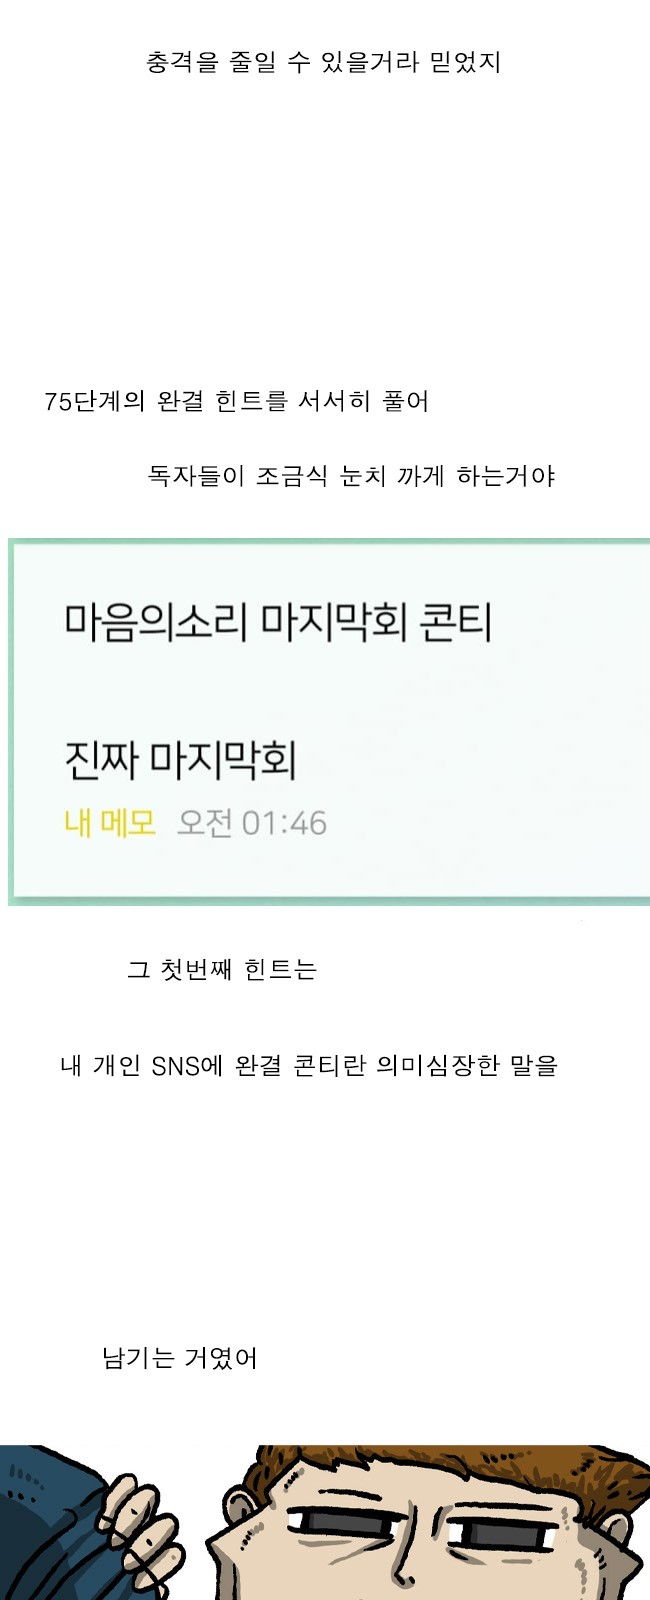 충격을 줄일 수 있을거라 믿었지
75단계의 완결 힌트를 서서히 풀어
독자들이 조금식 눈치 까게 하는거야
마음의소리 마지막회 콘티
진짜 마지막회
내 메모 오전 01:46
그 첫번째 힌트는
내 개인 SNS에 완결 콘티란 의미심장한 말을
남기는 거였어